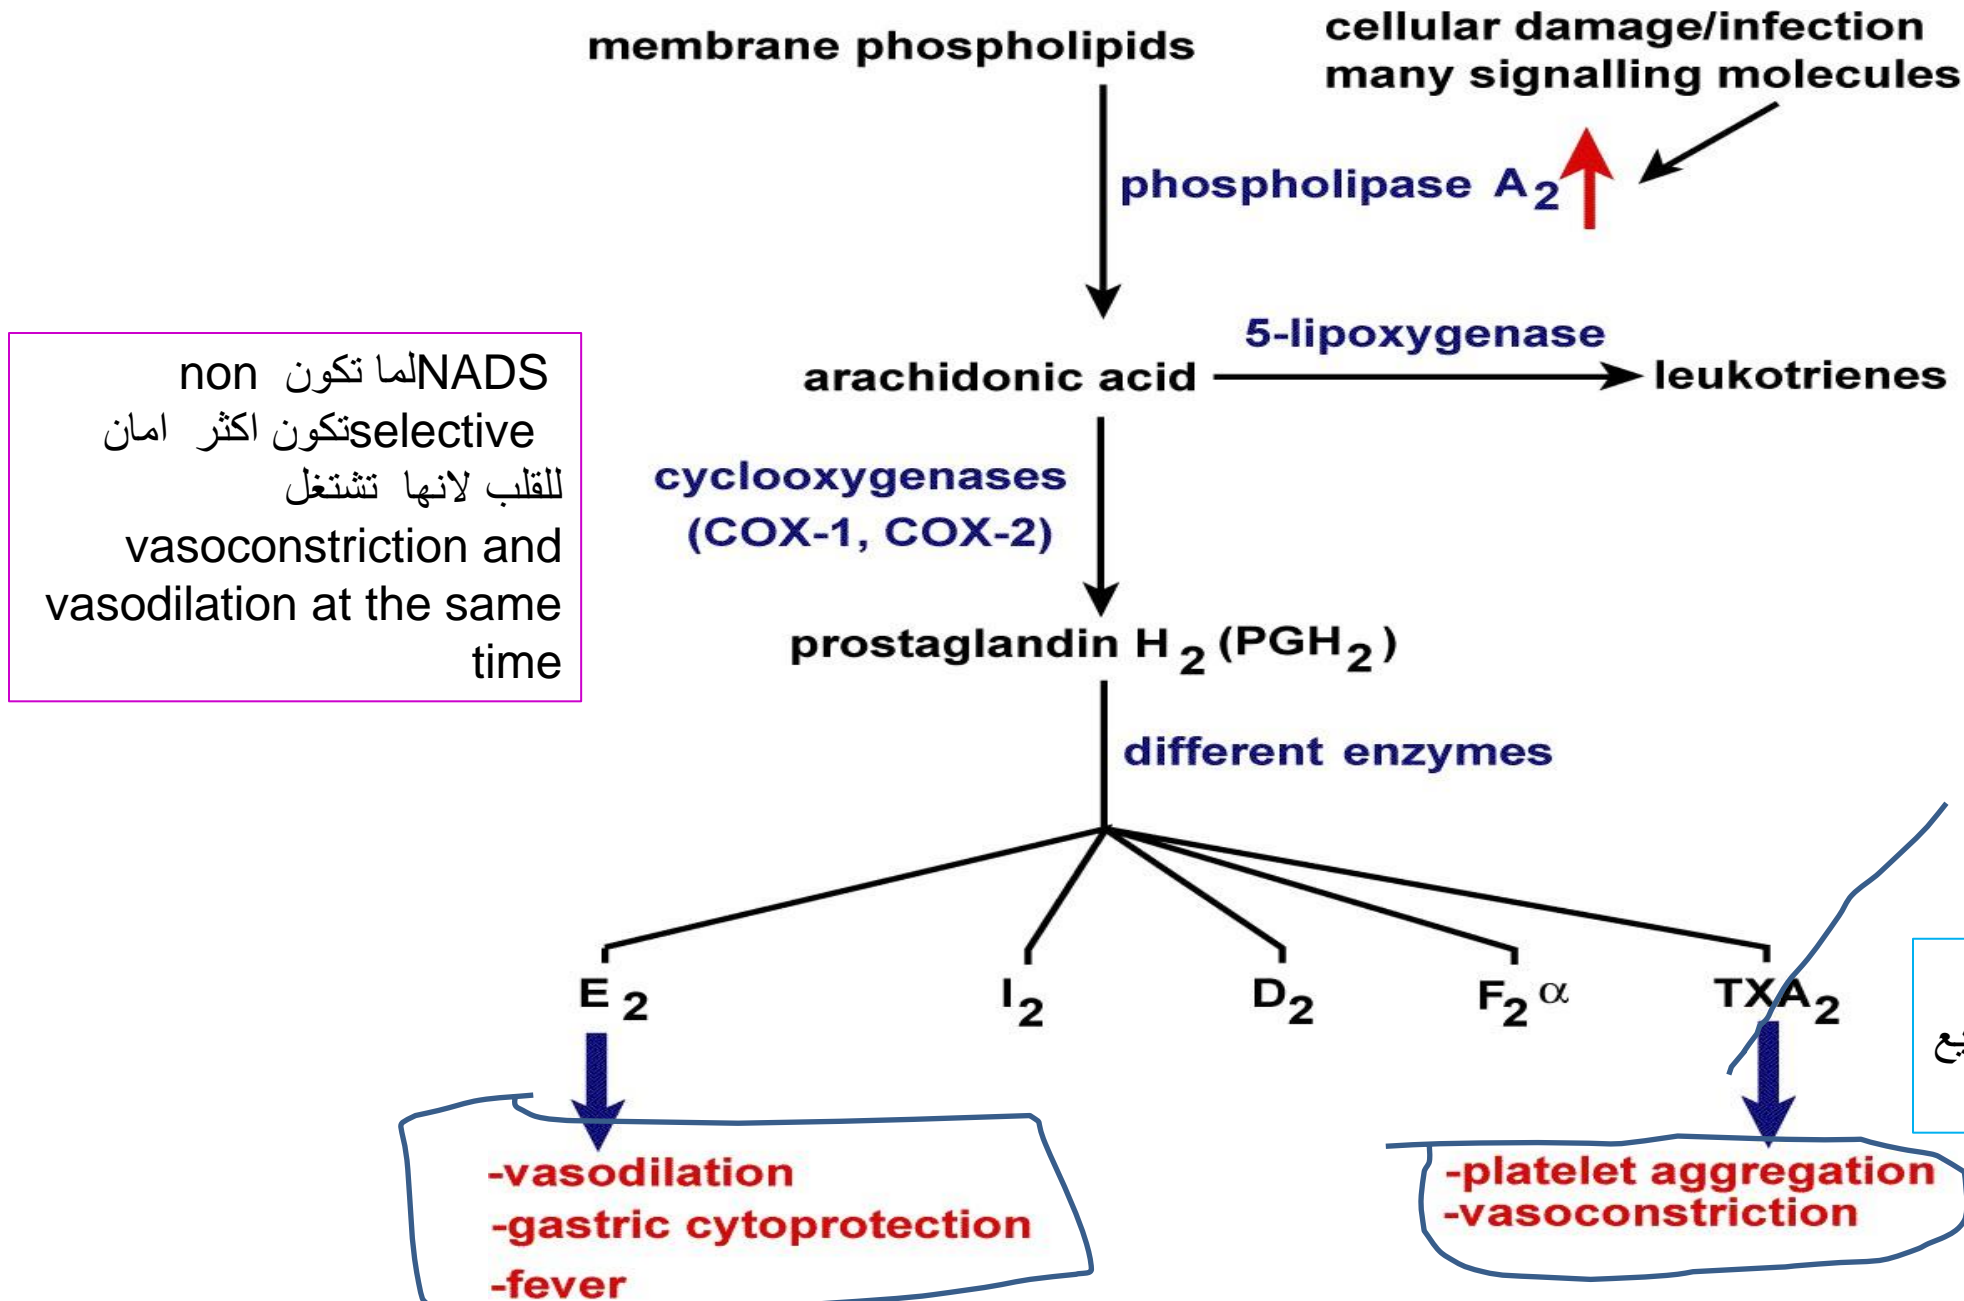 membrane phospholipids
cellular damage/infection
many signalling molecules
phospholipase A2
5-lipoxygenase
arachidonic acid
leukotrienes
NADSلما تكون non
selectiveتكون اكثر امان
للقلب لانها تشتغل
vasoconstriction and
vasodilation at the same
time
cyclooxygenases
(COX-1, COX-2)
prostaglandin H2 (PGH2)
different enzymes
E2
I2
D2
F2α
TXA2
-vasodilation
-gastric cytoprotection
-fever
-platelet aggregation
-vasoconstriction